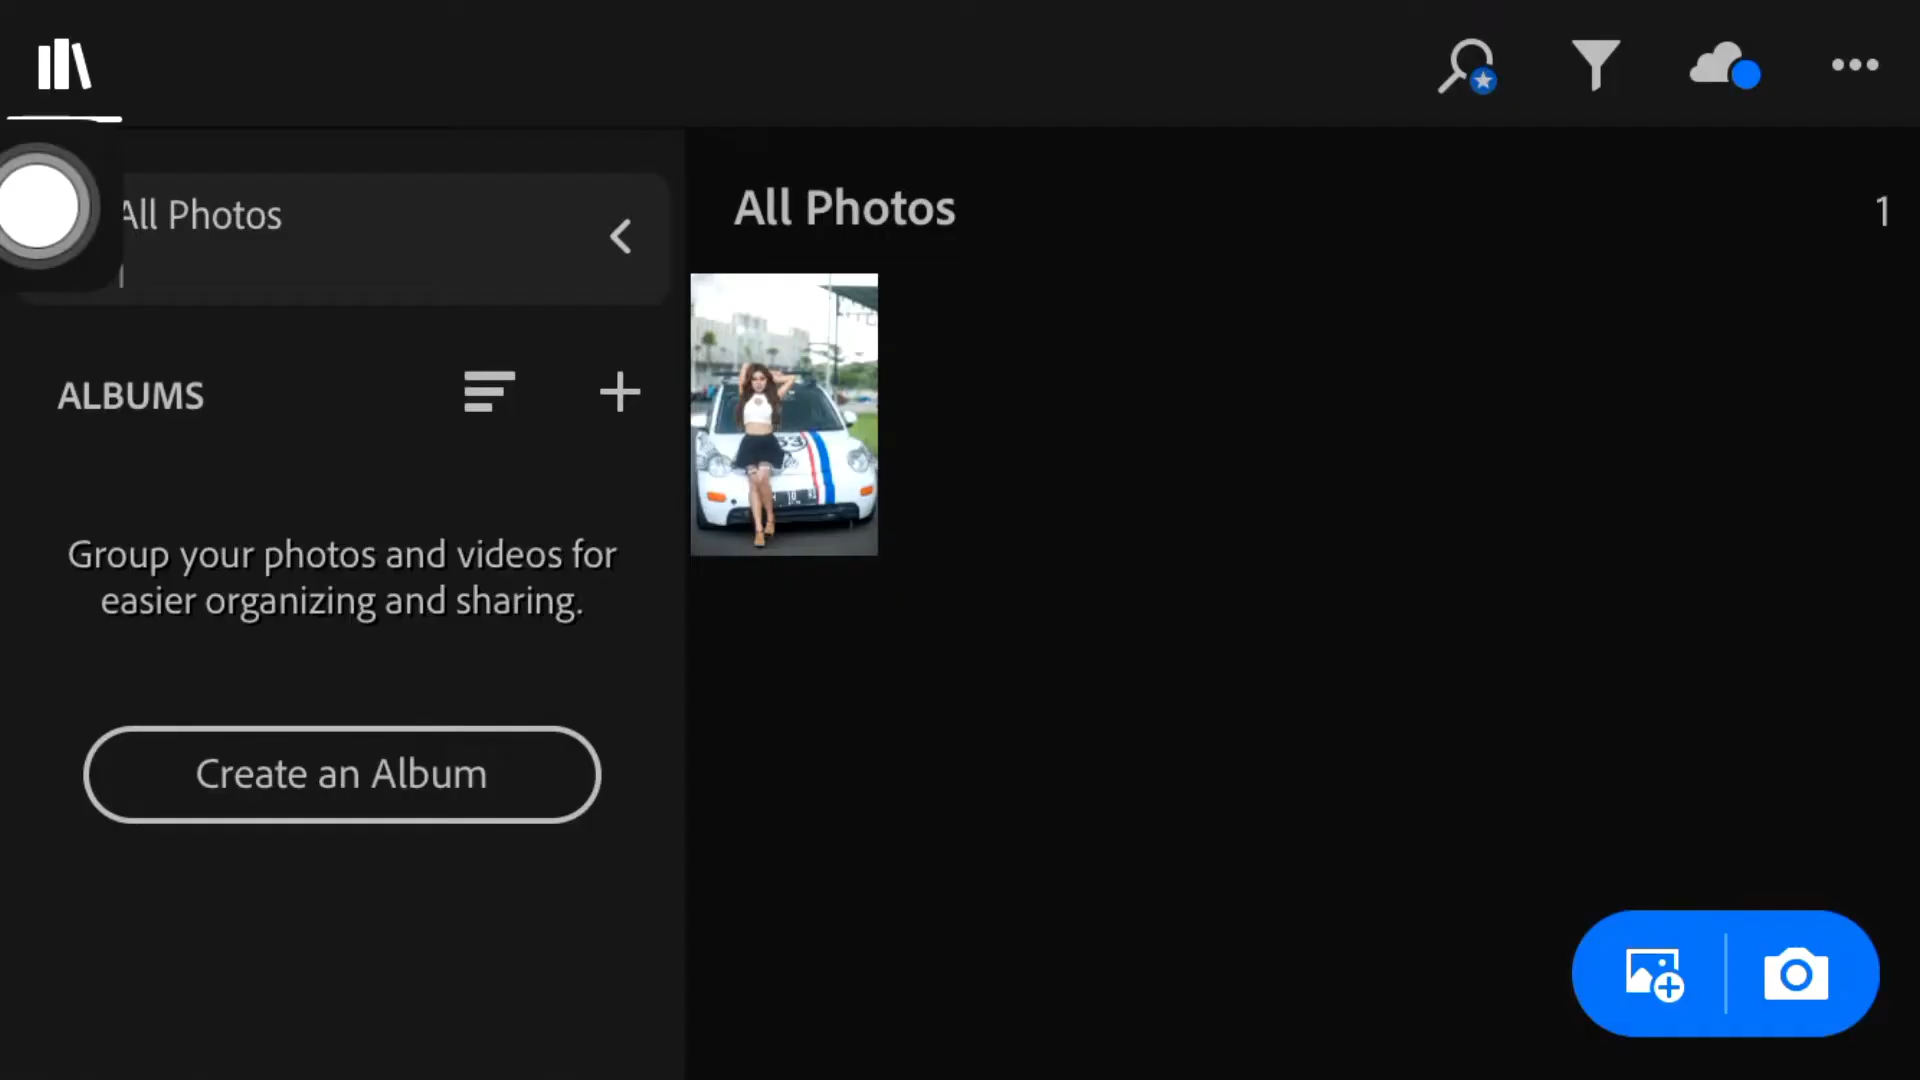 All Photos
All Photos
1
ALBUMS
Group your photos and videos for
easier organizing and sharing.
Create an Album
53